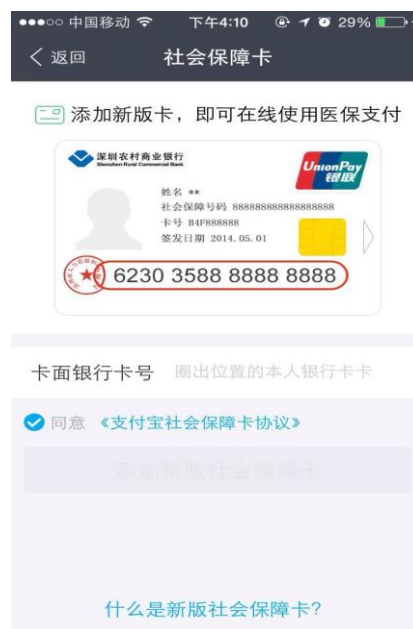 中国移动 下午4:10 29%
返回 社会保障卡
添加新版卡，即可在线使用医保支付
深圳农村商业银行
Shenzhen Rural Commercial Bank
UnionPay
银联
姓名 **
社会保障号码 888888888888888888
卡号 B4F888888
签发日期 2014.05.01
6230 3588 8888 8888
卡面银行卡号 圈出位置的本人银行卡卡
同意 《支付宝社会保障卡协议》
添加新版社会保障卡
什么是新版社会保障卡?